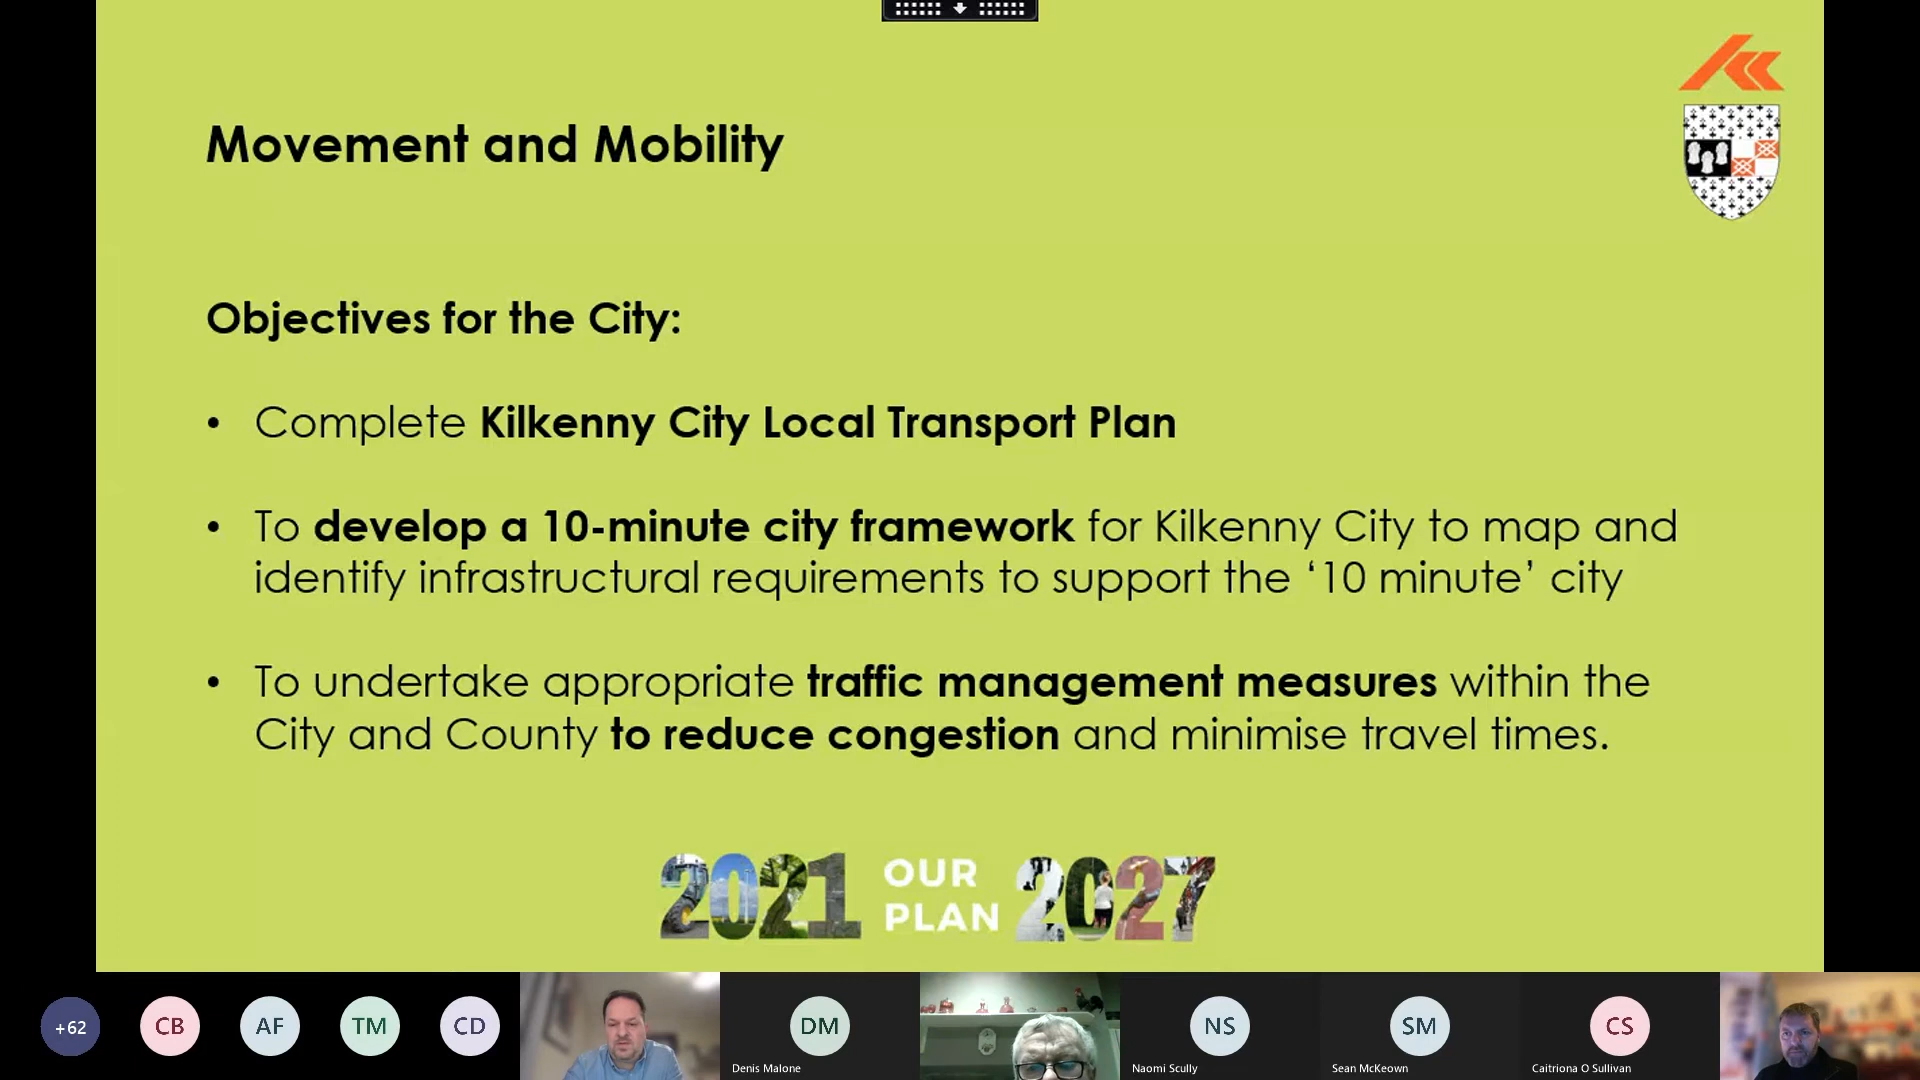 Movement and Mobility
Objectives for the City:
• Complete Kilkenny City Local Transport Plan
• To develop a 10-minute city framework for Kilkenny City to map and
identify infrastructural requirements to support the ‘10 minute’ city
• To undertake appropriate traffic management measures within the
City and County to reduce congestion and minimise travel times.
2021 OUR PLAN 2027
+62
CB
AF
TM
CD
DM
Denis Malone
NS
Naomi Scully
SM
Sean McKeown
CS
Caitriona O Sullivan